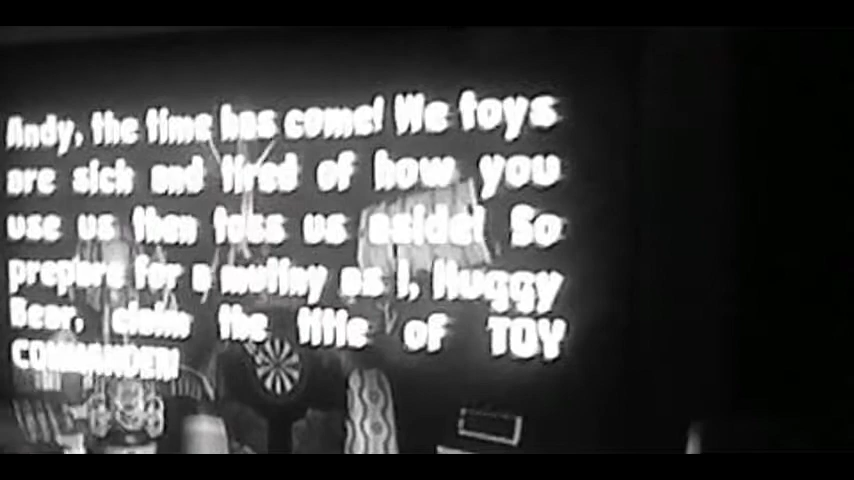 Andy, the time has come! We toys
are sick and tired of how you
use us then toss us aside! So
prepare for a mutiny as I, Huggy
Bear, claim the title of TOY
COMMANDER!